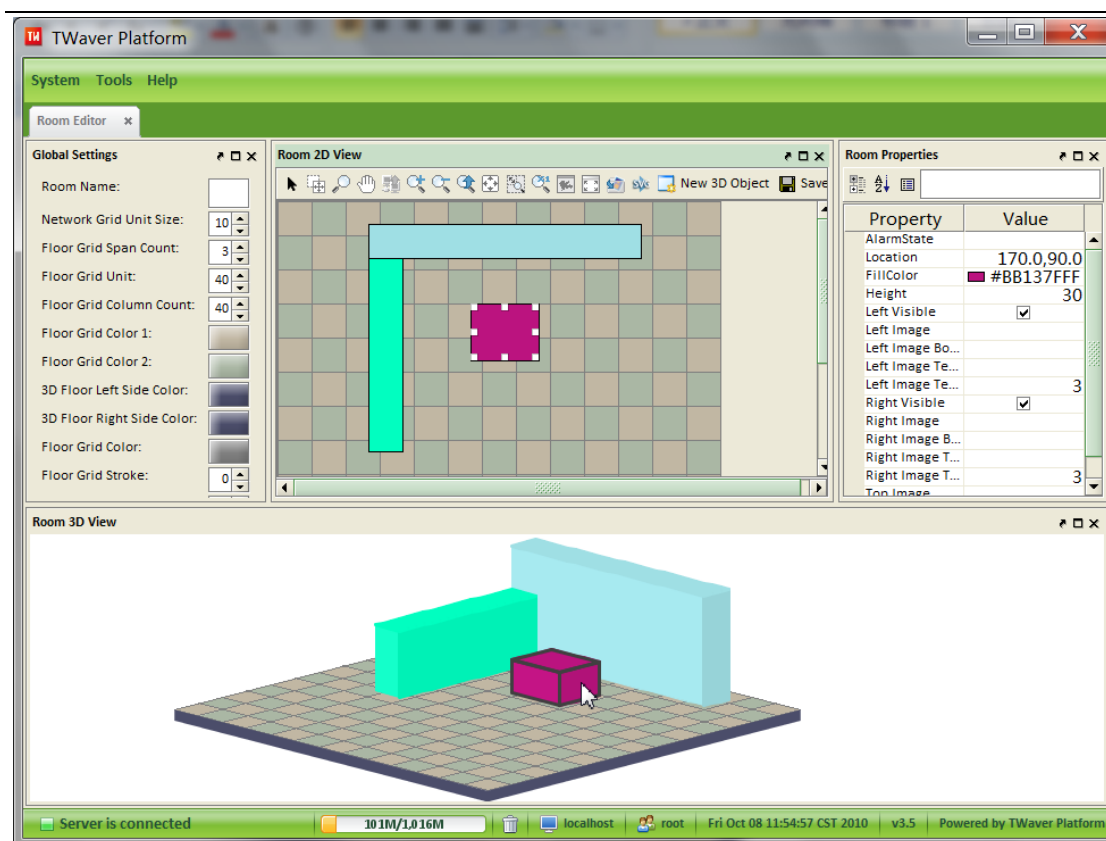 TW TWaver Platform
System Tools Help
Room Editor
Global Settings
Room Name:
Network Grid Unit Size: 10
Floor Grid Span Count: 3
Floor Grid Unit: 40
Floor Grid Column Count: 40
Floor Grid Color 1:
Floor Grid Color 2:
3D Floor Left Side Color:
3D Floor Right Side Color:
Floor Grid Color:
Floor Grid Stroke: 0
Room 2D View
New 3D Object Save
Room Properties
Property Value
AlarmState
Location 170.0,90.0
FillColor #BB137FFF
Height 30
Left Visible
Left Image
Left Image Bo...
Left Image Te...
Left Image Te... 3
Right Visible
Right Image
Right Image B...
Right Image T...
Right Image T... 3
Top Image
Room 3D View
Server is connected 101M/1,016M localhost root Fri Oct 08 11:54:57 CST 2010 v3.5 Powered by TWaver Platform